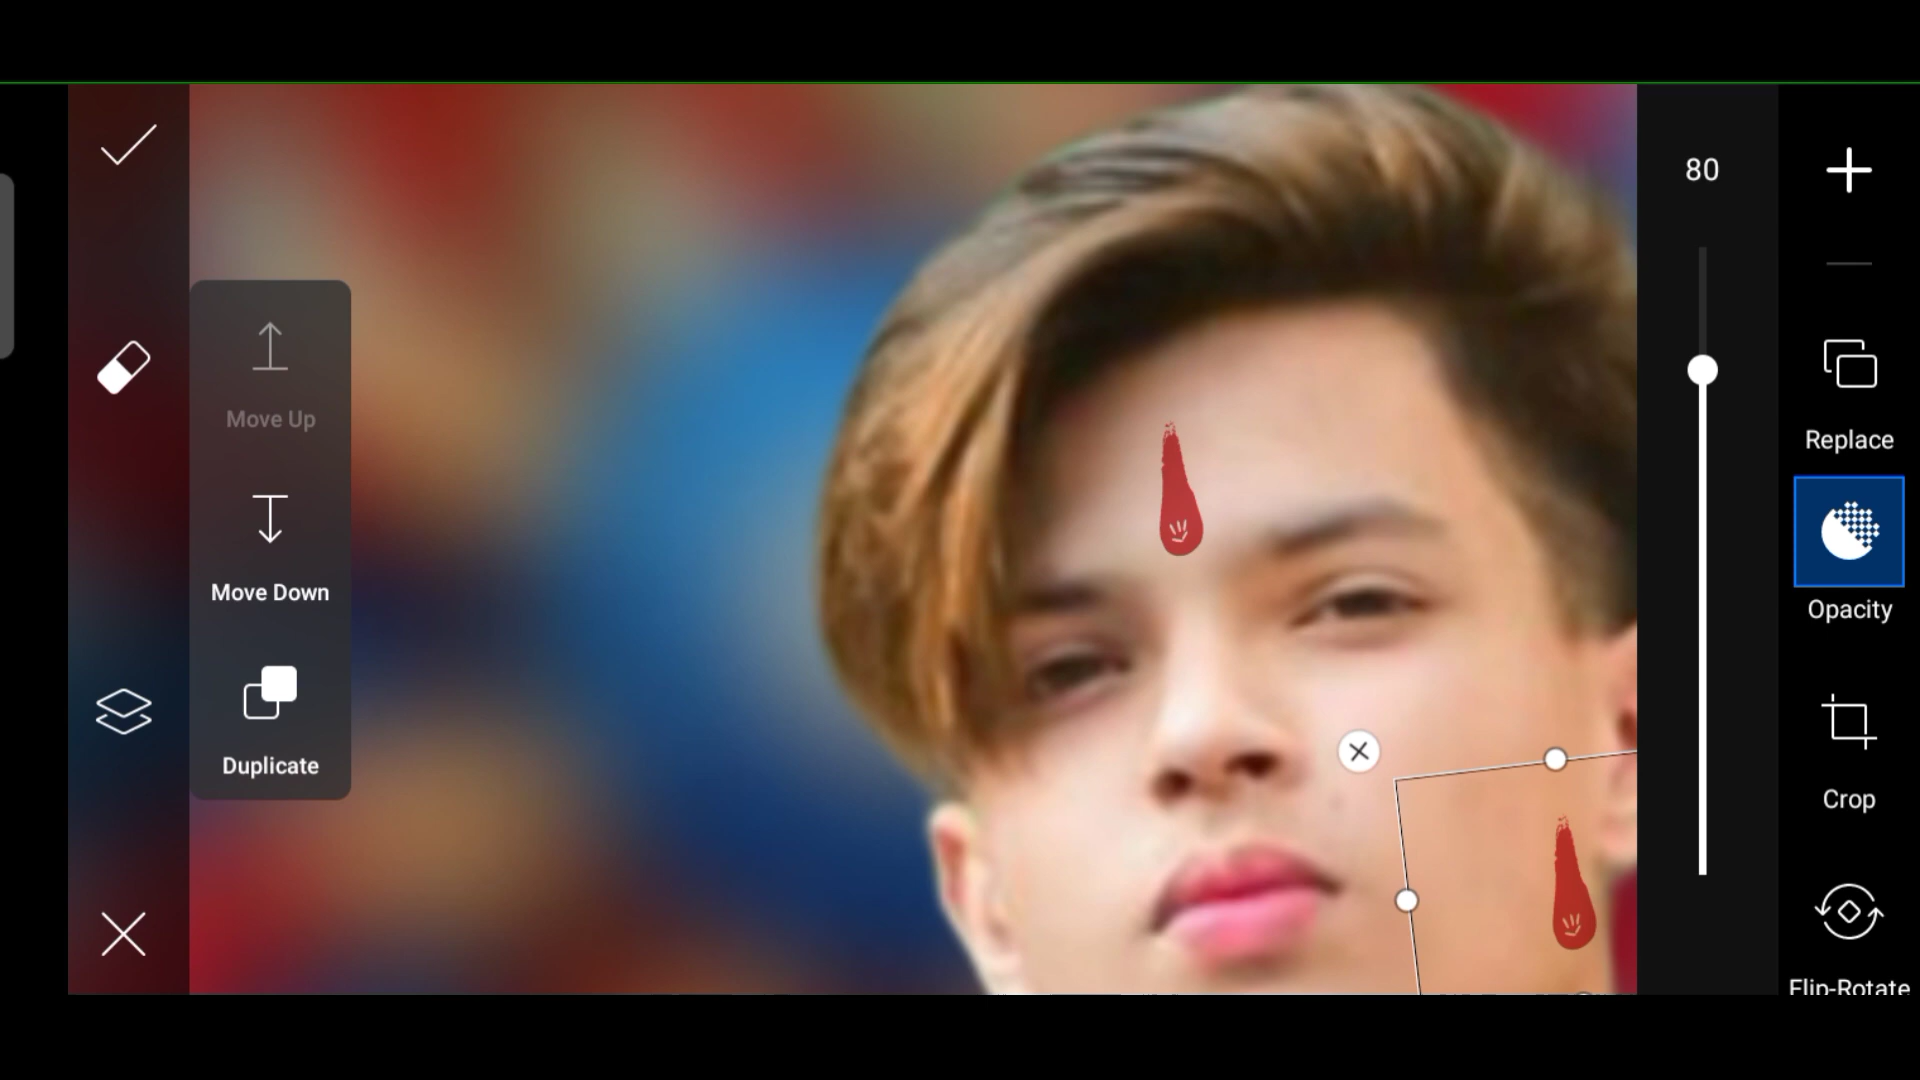 80
Move Up
Replace
Move Down
Opacity
Duplicate
Crop
Flip-Rotate